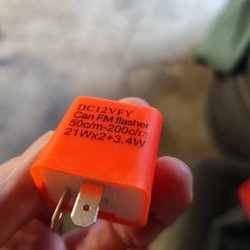 DC12VFY
Can FM flasher
50c/m-200c/m
21Wx2+3.4W